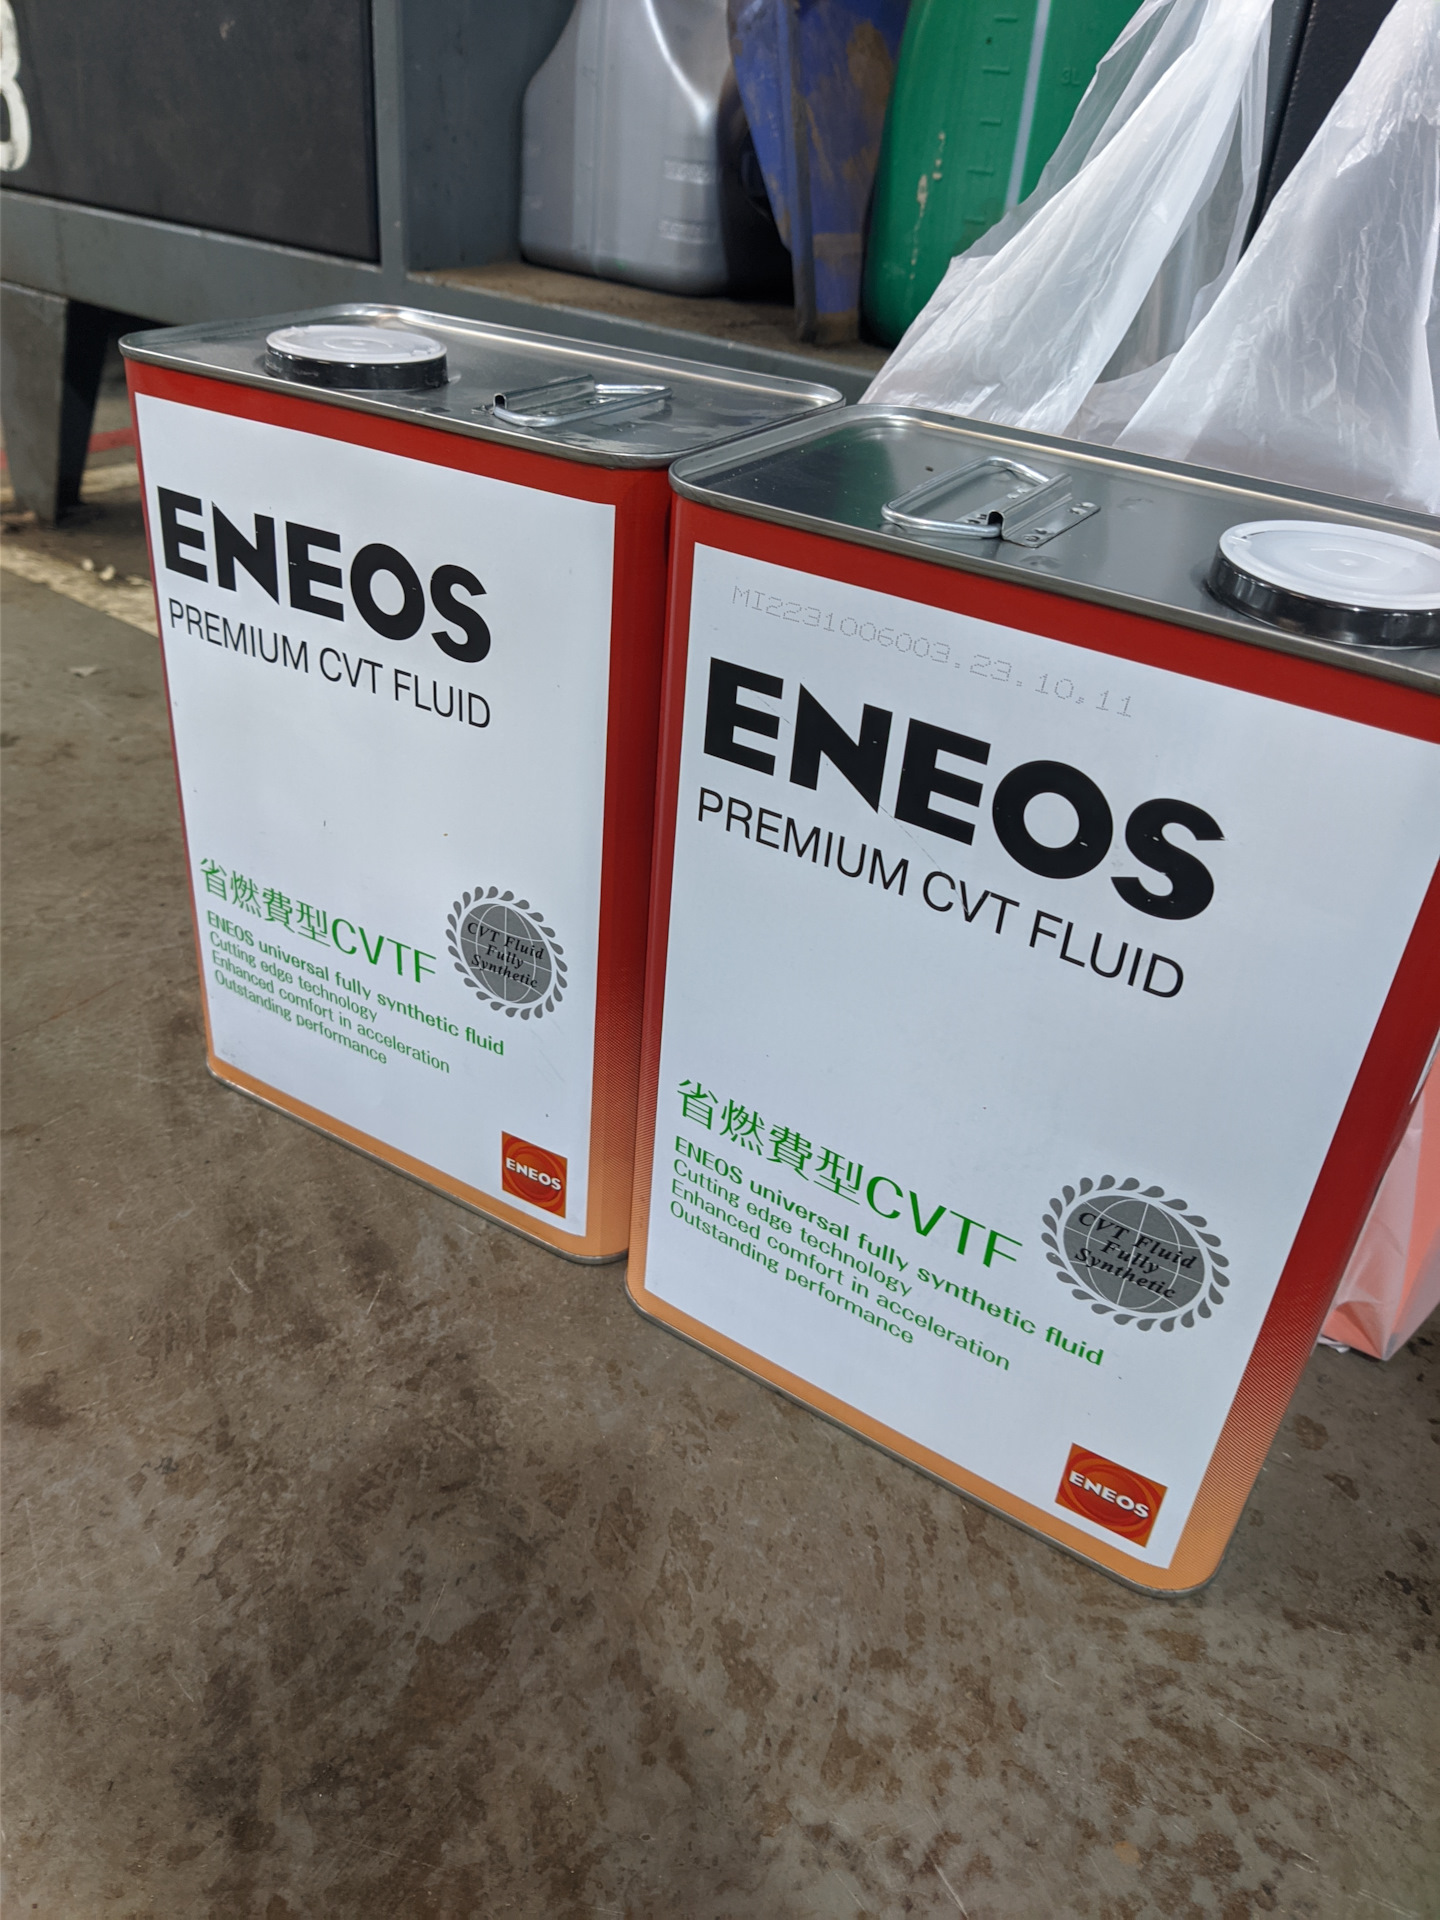 ENEOS
PREMIUM CVT FLUID
省燃費型CVTF
ENEOS universal fully synthetic fluid
Cutting edge technology
Enhanced comfort in acceleration
Outstanding performance
CVT Fluid
Fully
Synthetic
ENEOS
MI2231006003.23.10.11
ENEOS
PREMIUM CVT FLUID
省燃費型CVTF
ENEOS universal fully synthetic fluid
Cutting edge technology
Enhanced comfort in acceleration
Outstanding performance
CVT Fluid
Fully
Synthetic
ENEOS
3L